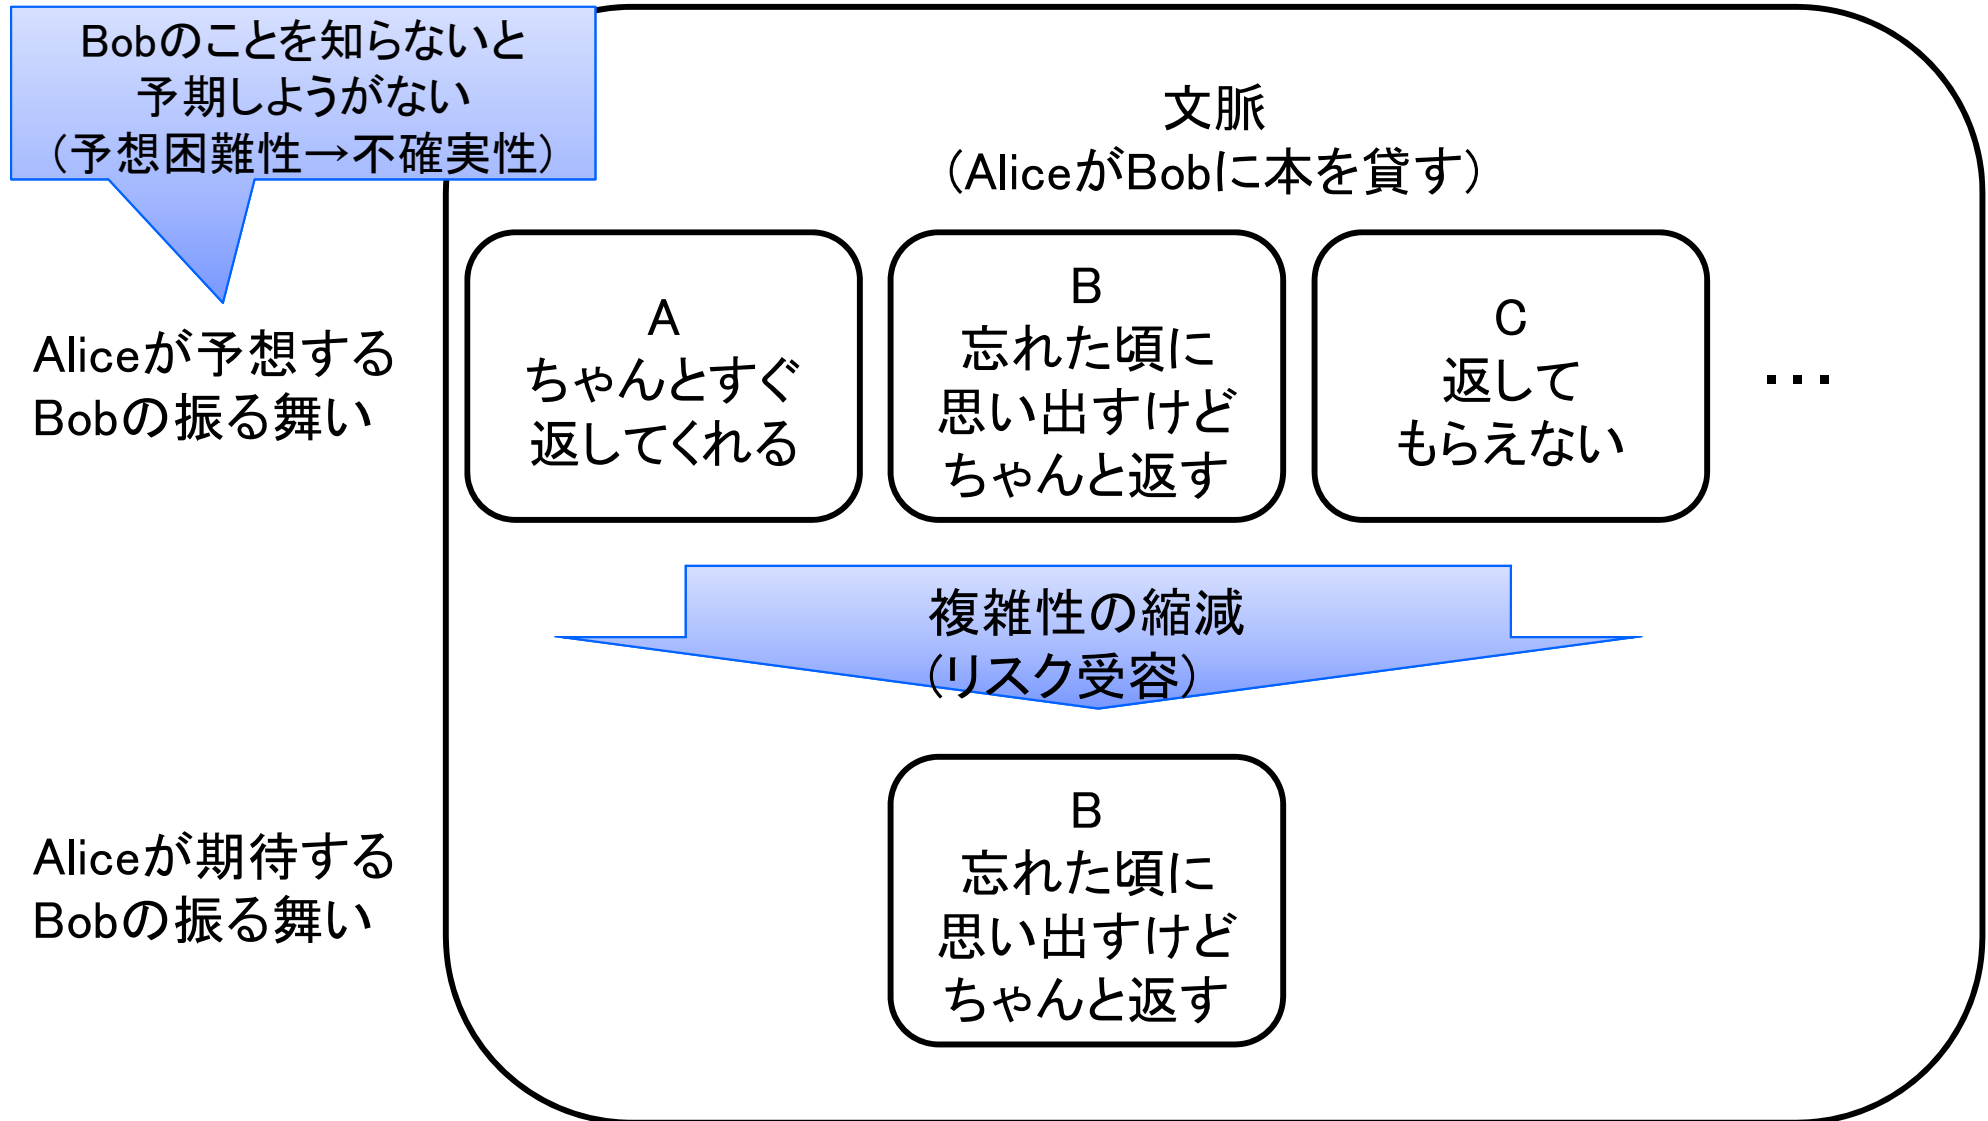 Bobのことを知らないと
予期しようがない
（予想困難性→不確実性）
文脈
（AliceがBobに本を貸す）
Aliceが予想する
Bobの振る舞い
A
ちゃんとすぐ
返してくれる
B
忘れた頃に
思い出すけど
ちゃんと返す
C
返して
もらえない
…
複雑性の縮減
（リスク受容）
Aliceが期待する
Bobの振る舞い
B
忘れた頃に
思い出すけど
ちゃんと返す